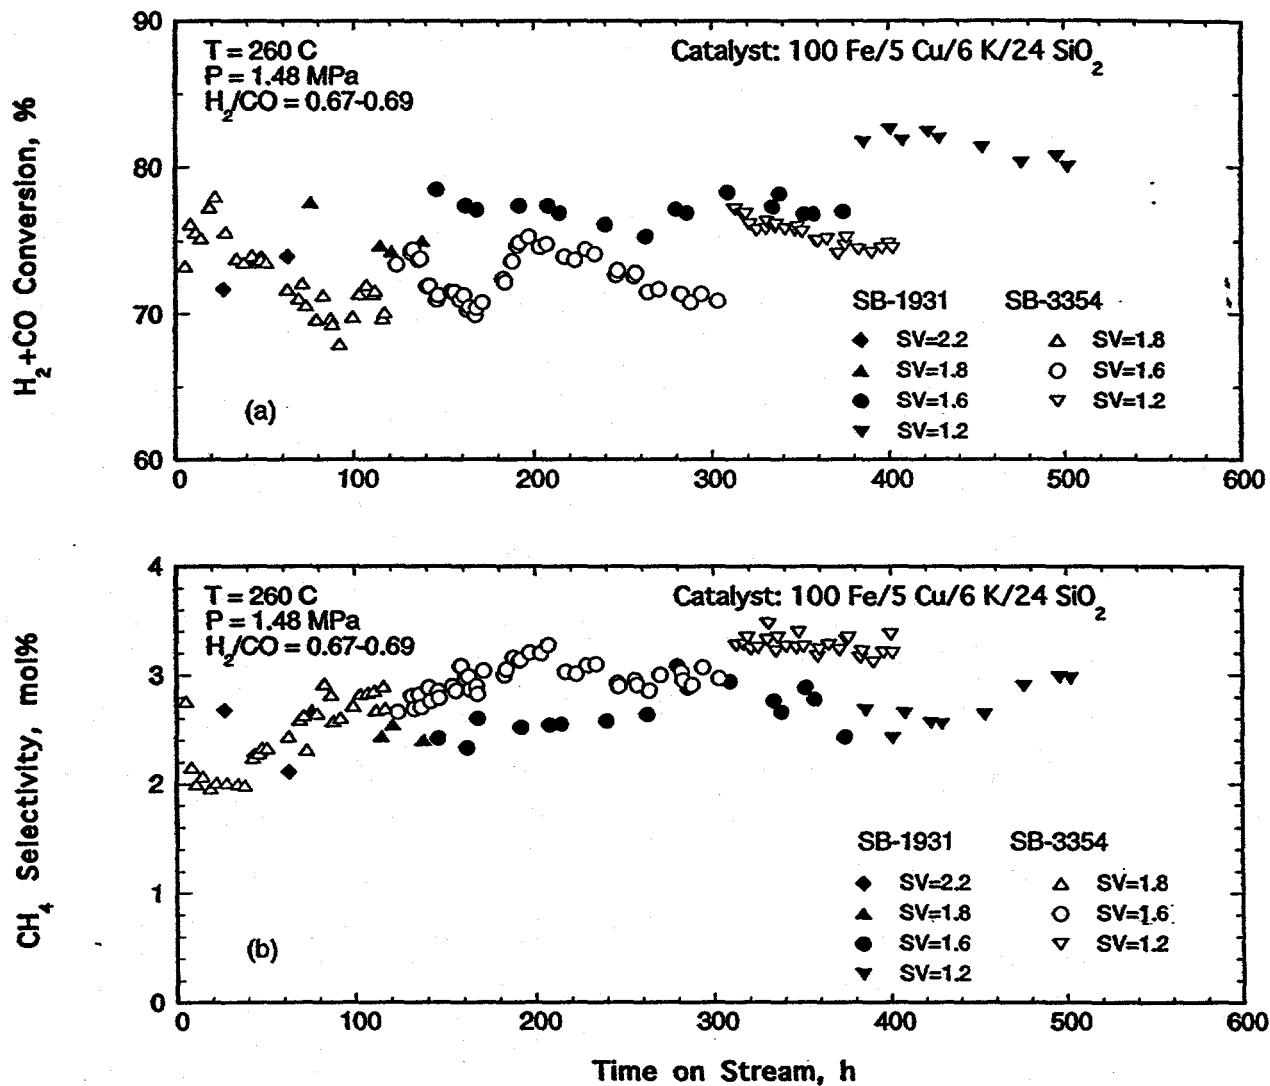 90
80
70
60
H2+CO Conversion, %
T = 260 C
P = 1.48 MPa
H2/CO = 0.67-0.69
Catalyst: 100 Fe/5 Cu/6 K/24 SiO2
SB-1931 SB-3354
SV=2.2 SV=1.8
SV=1.8 SV=1.6
SV=1.6 SV=1.2
SV=1.2
(a)
0 100 200 300 400 500 600
4
3
2
1
0
CH4 Selectivity, mol%
T = 260 C
P = 1.48 MPa
H2/CO = 0.67-0.69
Catalyst: 100 Fe/5 Cu/6 K/24 SiO2
SB-1931 SB-3354
SV=2.2 SV=1.8
SV=1.8 SV=1.6
SV=1.6 SV=1.2
SV=1.2
(b)
0 100 200 300 400 500 600
Time on Stream, h